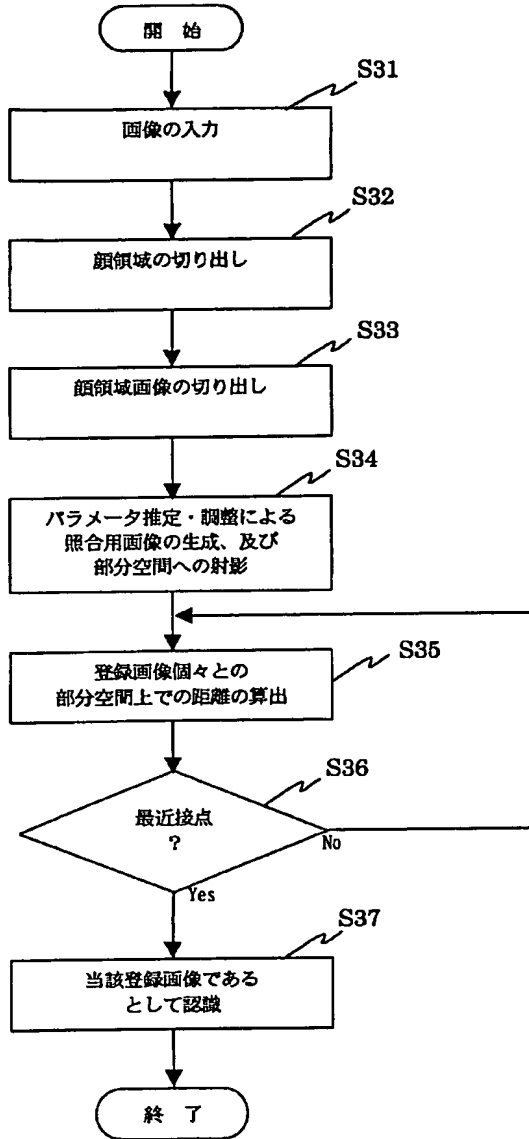 開 始
S31
画像の入力
S32
顔領域の切り出し
S33
顔領域画像の切り出し
S34
パラメータ推定・調整による
照合用画像の生成、及び
部分空間への射影
S35
登録画像個々との
部分空間上での距離の算出
S36
最近接点
?
No
Yes
S37
当該登録画像である
として認識
終 了